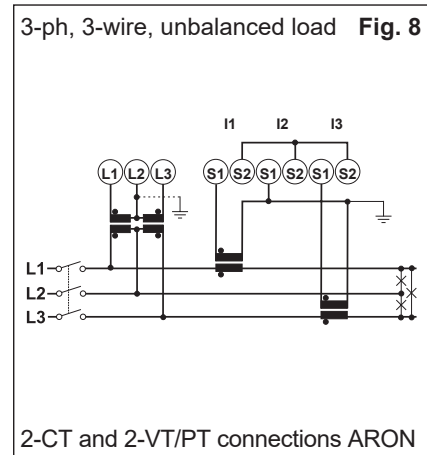 3-ph, 3-wire, unbalanced load Fig. 8
I1 I2 I3
L1 L2 L3 S1 S2 S1 S2 S1 S2
L1
L2
L3
2-CT and 2-VT/PT connections ARON